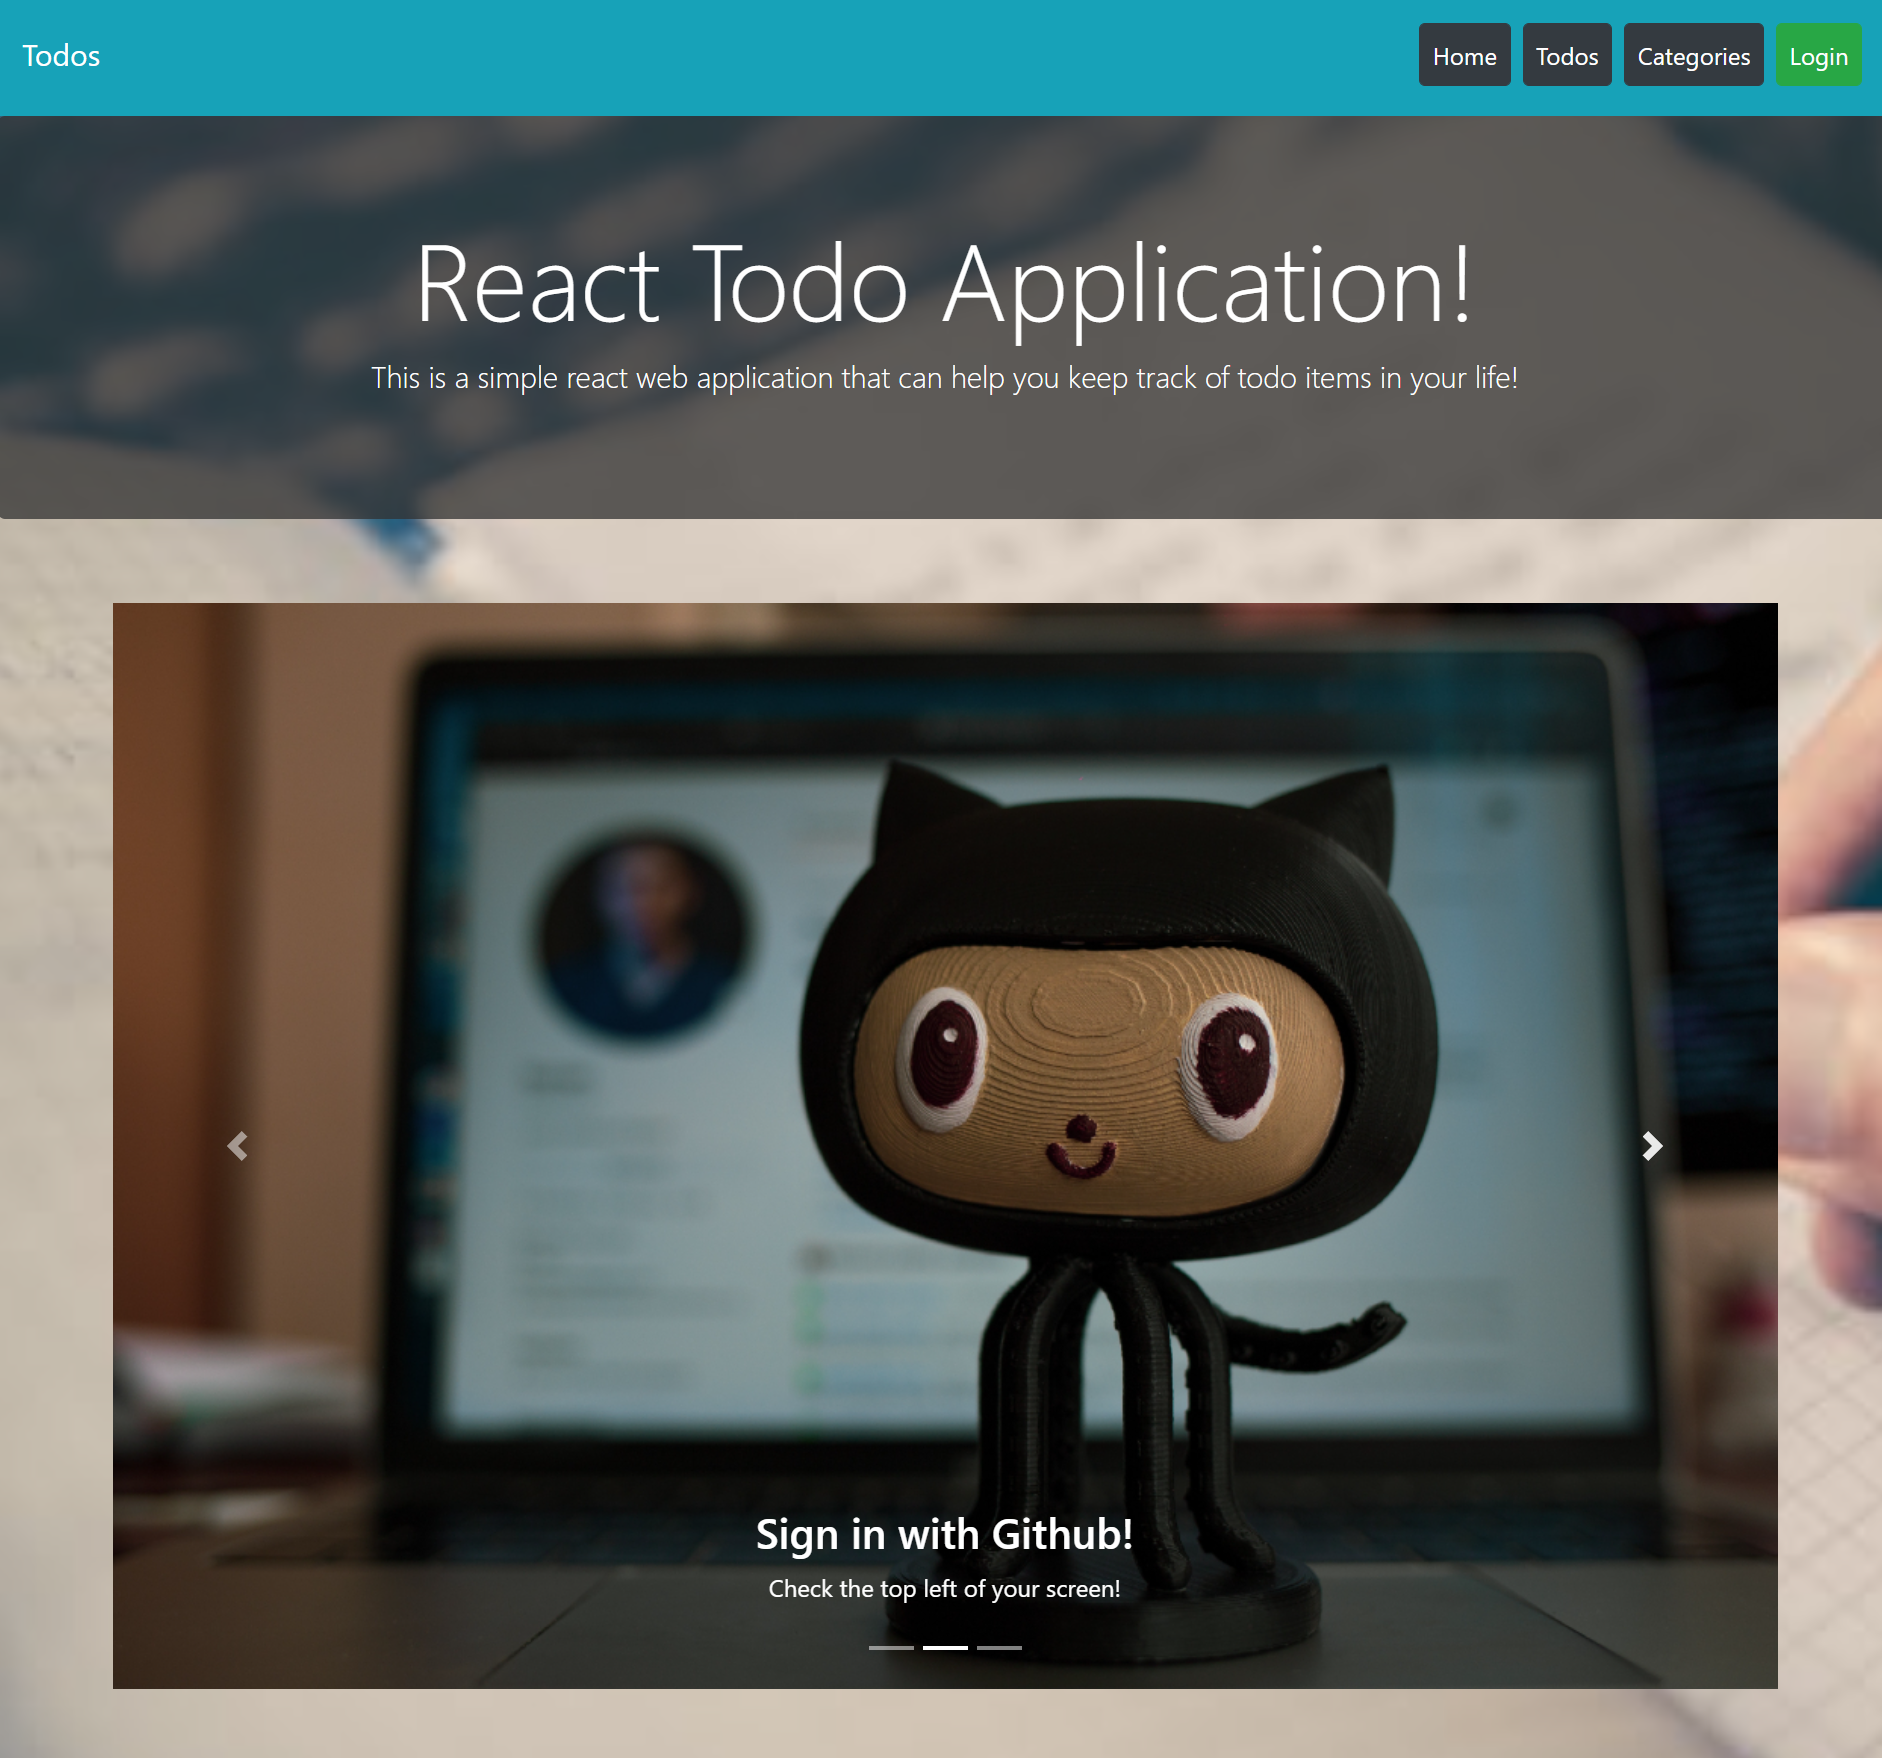 Todos
Home
Todos
Categories
Login
React Todo Application!
This is a simple react web application that can help you keep track of todo items in your life!
Sign in with Github!
Check the top left of your screen!